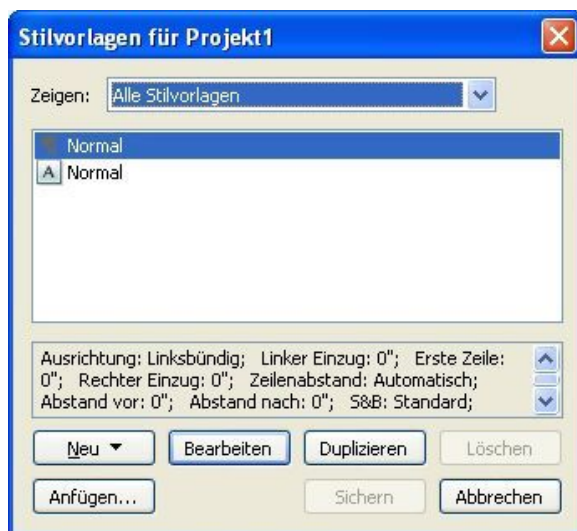 Stilvorlagen für Projekt1
Zeigen: Alle Stilvorlagen
Normal
A Normal
Ausrichtung: Linksbündig; Linker Einzug: 0"; Erste Zeile:
0"; Rechter Einzug: 0"; Zeilenabstand: Automatisch;
Abstand vor: 0"; Abstand nach: 0"; S&B: Standard;
Neu Bearbeiten Duplizieren Löschen
Anfügen... Sichern Abbrechen